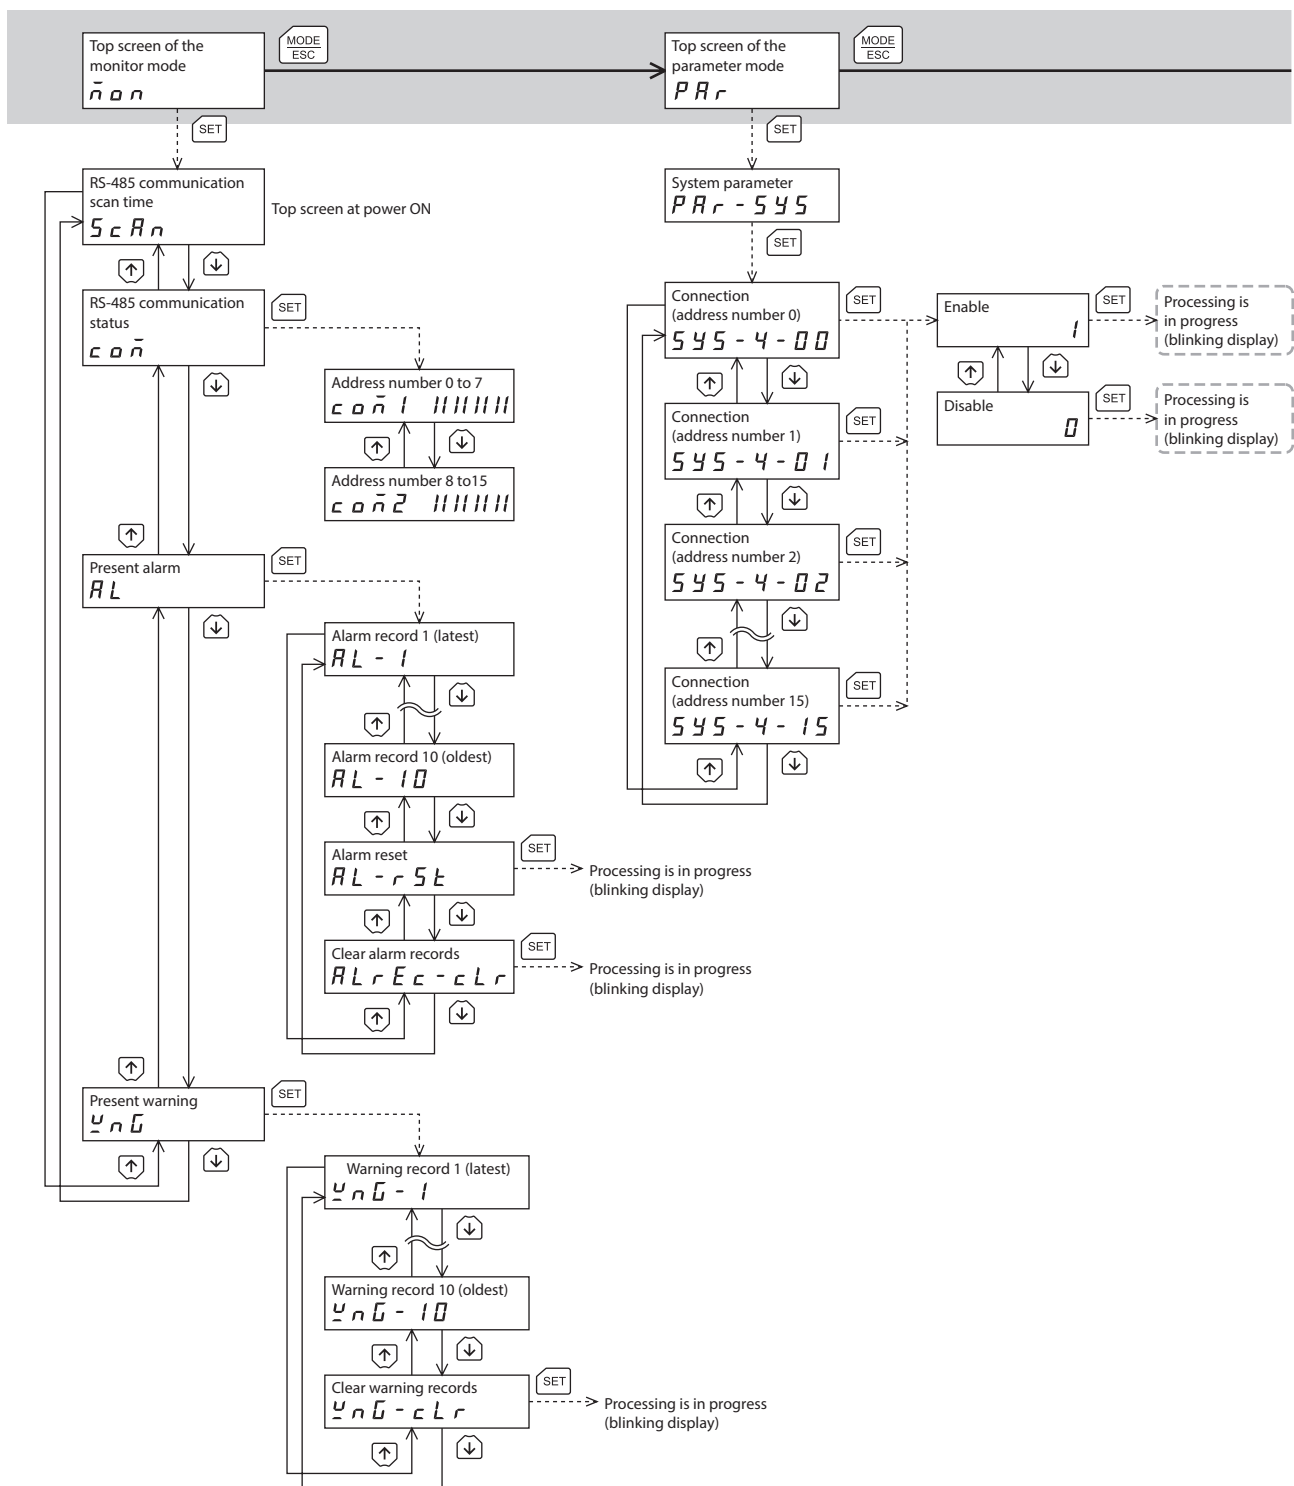 Top screen of the
monitor mode
mon
MODE
ESC
Top screen of the
parameter mode
PAr
MODE
ESC
SET
SET
RS-485 communication
scan time
ScAn
Top screen at power ON
↑
↓
RS-485 communication
status
com
SET
↓
Address number 0 to 7
com1 11111111
↑
↓
Address number 8 to15
com2 11111111
↑
Present alarm
AL
SET
↓
Alarm record 1 (latest)
AL-1
↓
↑
Alarm record 10 (oldest)
AL-10
↑
↓
Alarm reset
AL-rSt
SET
Processing is in progress
(blinking display)
↑
↓
Clear alarm records
ALrEc-cLr
SET
Processing is in progress
(blinking display)
↑
↓
↑
Present warning
wnG
SET
↑
↓
Warning record 1 (latest)
wnG-1
↓
↑
Warning record 10 (oldest)
wnG-10
↑
↓
Clear warning records
wnG-cLr
SET
Processing is in progress
(blinking display)
↑
↓
System parameter
PAr-SYS
SET
Connection
(address number 0)
SYS-4-00
SET
↑
↓
Connection
(address number 1)
SYS-4-01
SET
↑
↓
Connection
(address number 2)
SYS-4-02
SET
↓
↑
Connection
(address number 15)
SYS-4-15
SET
↑
↓
Enable
1
SET
Processing is
in progress
(blinking display)
↑
↓
Disable
0
SET
Processing is
in progress
(blinking display)